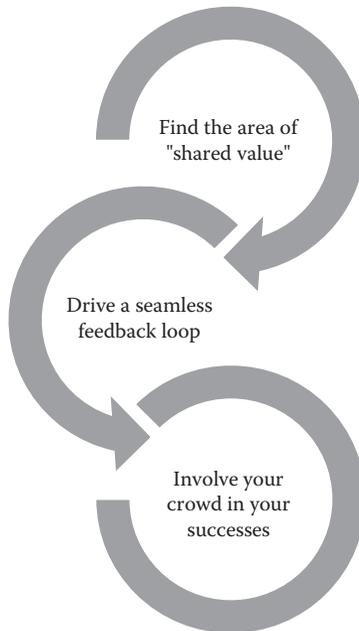 Find the area of
"shared value"
Drive a seamless
feedback loop
Involve your
crowd in your
successes